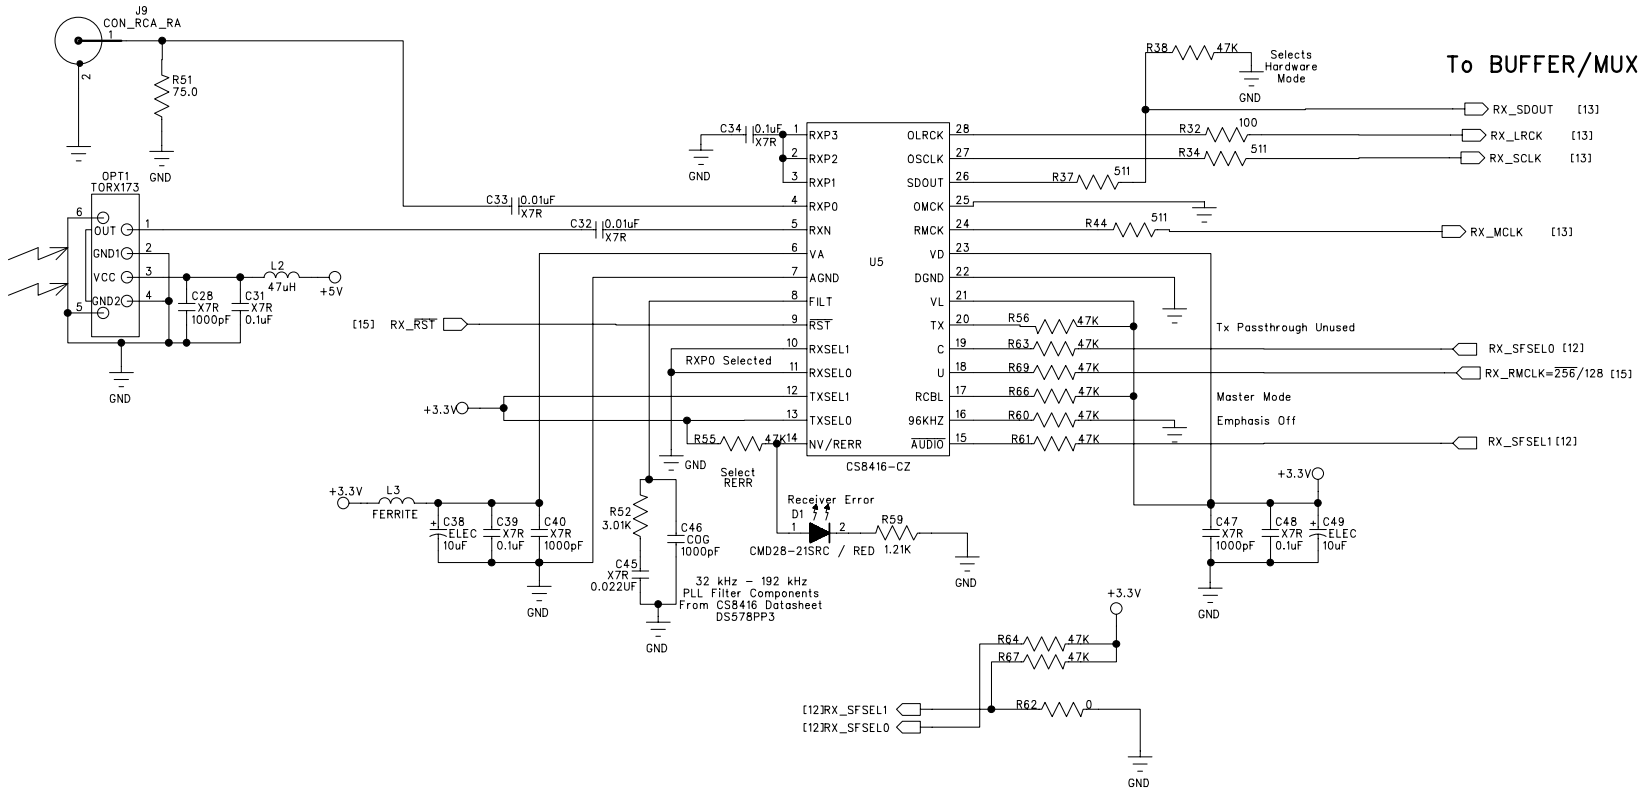 J9
CON_RCA_RA
1
2
R51
75.0
GND
OPT1
TORX173
6
OUT
1
GND1
2
VCC
3
GND2
4
5
C28
X7R
1000pF
C31
X7R
0.1uF
L2
47uH
+5V
GND
C33
0.01uF
X7R
C32
0.01uF
X7R
C34
0.1uF
X7R
GND
[15] RX_RST
RXP0 Selected
+3.3V
R55
47K
Select
RERR
GND
+3.3V
L3
FERRITE
C38
ELEC
10uF
C39
X7R
0.1uF
C40
X7R
1000pF
GND
R52
3.01K
C45
X7R
0.022UF
C46
COG
1000pF
32 kHz - 192 kHz
PLL Filter Components
From CS8416 Datasheet
DS578PP3
GND
1 RXP3
2 RXP2
3 RXP1
4 RXP0
5 RXN
6 VA
7 AGND
8 FILT
9 RST
10 RXSEL1
11 RXSEL0
12 TXSEL1
13 TXSEL0
14 NV/RERR
U5
OLRCK 28
OSCLK 27
SDOUT 26
OMCK 25
RMCK 24
VD 23
DGND 22
VL 21
TX 20
C 19
U 18
RCBL 17
96KHZ 16
AUDIO 15
CS8416-CZ
Receiver Error
D1
1
2
CMD28-21SRC / RED
R59
1.21K
GND
R38
47K
Selects
Hardware
Mode
GND
To BUFFER/MUX
RX_SDOUT [13]
R32
100
RX_LRCK [13]
R34
511
RX_SCLK [13]
R37
511
R44
511
RX_MCLK [13]
R56
47K
Tx Passthrough Unused
R63
47K
RX_SFSEL0 [12]
R69
47K
RX_RMCLK=256/128 [15]
R66
47K
Master Mode
R60
47K
Emphasis Off
R61
47K
RX_SFSEL1 [12]
+3.3V
C47
X7R
1000pF
C48
X7R
0.1uF
C49
ELEC
10uF
GND
+3.3V
R64
47K
R67
47K
[12]RX_SFSEL1
R62
0
[12]RX_SFSEL0
GND